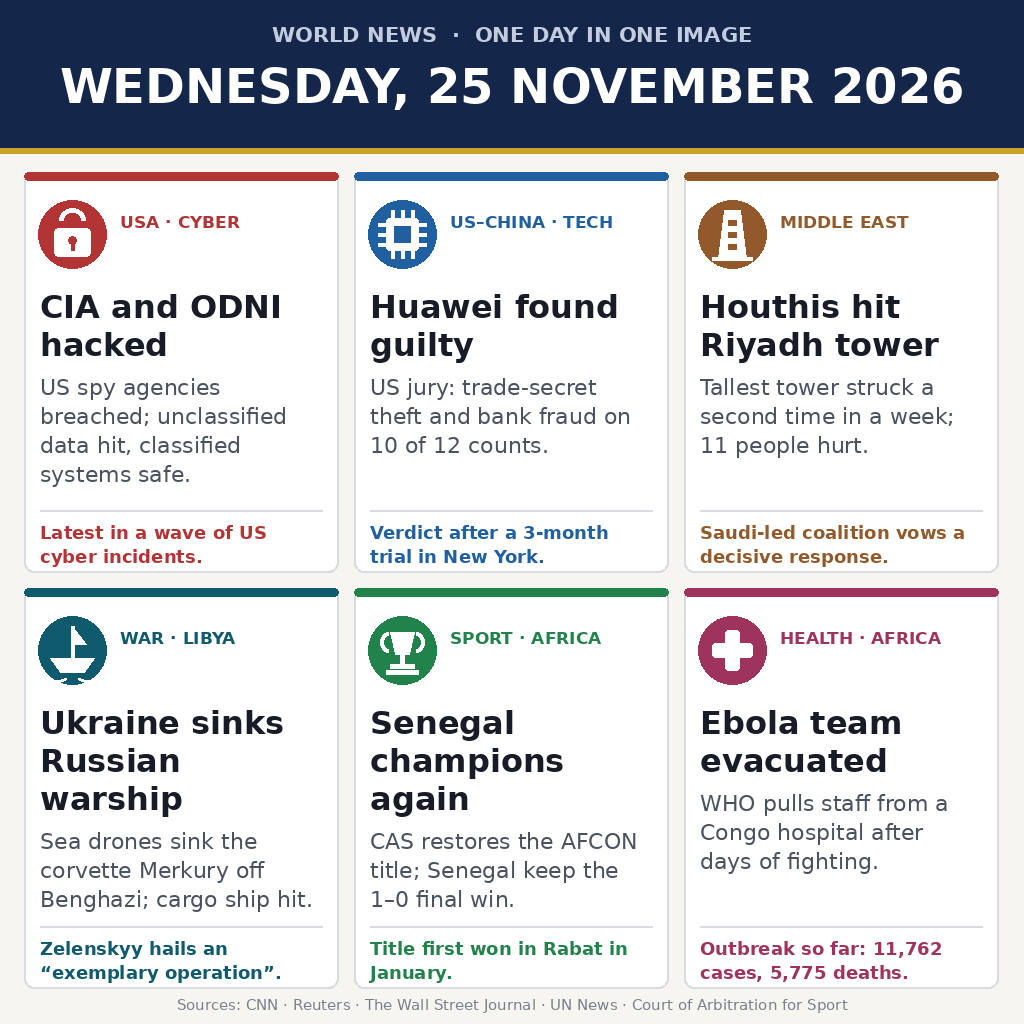 WORLD NEWS · ONE DAY IN ONE IMAGE
WEDNESDAY, 25 NOVEMBER 2026
USA · CYBER
CIA and ODNI
hacked
US spy agencies
breached; unclassified
data hit, classified
systems safe.
Latest in a wave of US
cyber incidents.
US–CHINA · TECH
Huawei found
guilty
US jury: trade-secret
theft and bank fraud on
10 of 12 counts.
Verdict after a 3-month
trial in New York.
MIDDLE EAST
Houthis hit
Riyadh tower
Tallest tower struck a
second time in a week;
11 people hurt.
Saudi-led coalition vows a
decisive response.
WAR · LIBYA
Ukraine sinks
Russian
warship
Sea drones sink the
corvette Merkury off
Benghazi; cargo ship hit.
Zelenskyy hails an
“exemplary operation”.
SPORT · AFRICA
Senegal
champions
again
CAS restores the AFCON
title; Senegal keep the
1–0 final win.
Title first won in Rabat in
January.
HEALTH · AFRICA
Ebola team
evacuated
WHO pulls staff from a
Congo hospital after
days of fighting.
Outbreak so far: 11,762
cases, 5,775 deaths.
Sources: CNN · Reuters · The Wall Street Journal · UN News · Court of Arbitration for Sport